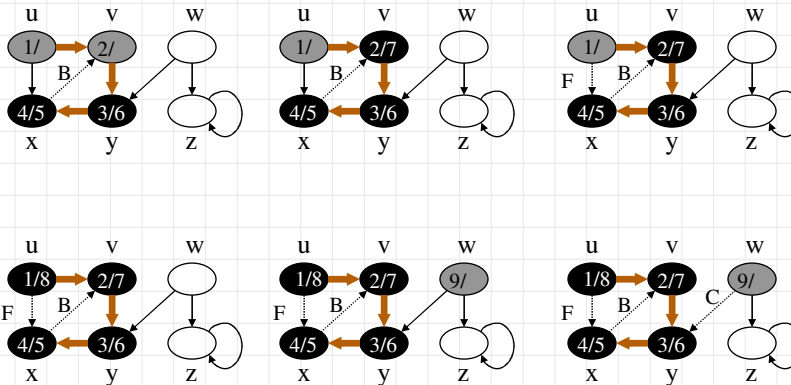 u v w u v w u v w
1/ 2/ 1/ 2/7 1/ 2/7
B B F B
4/5 3/6 4/5 3/6 4/5 3/6
x y z x y z x y z
u v w u v w u v w
1/8 2/7 1/8 2/7 9/ 1/8 2/7 9/
F B F B F B C
4/5 3/6 4/5 3/6 4/5 3/6
x y z x y z x y z